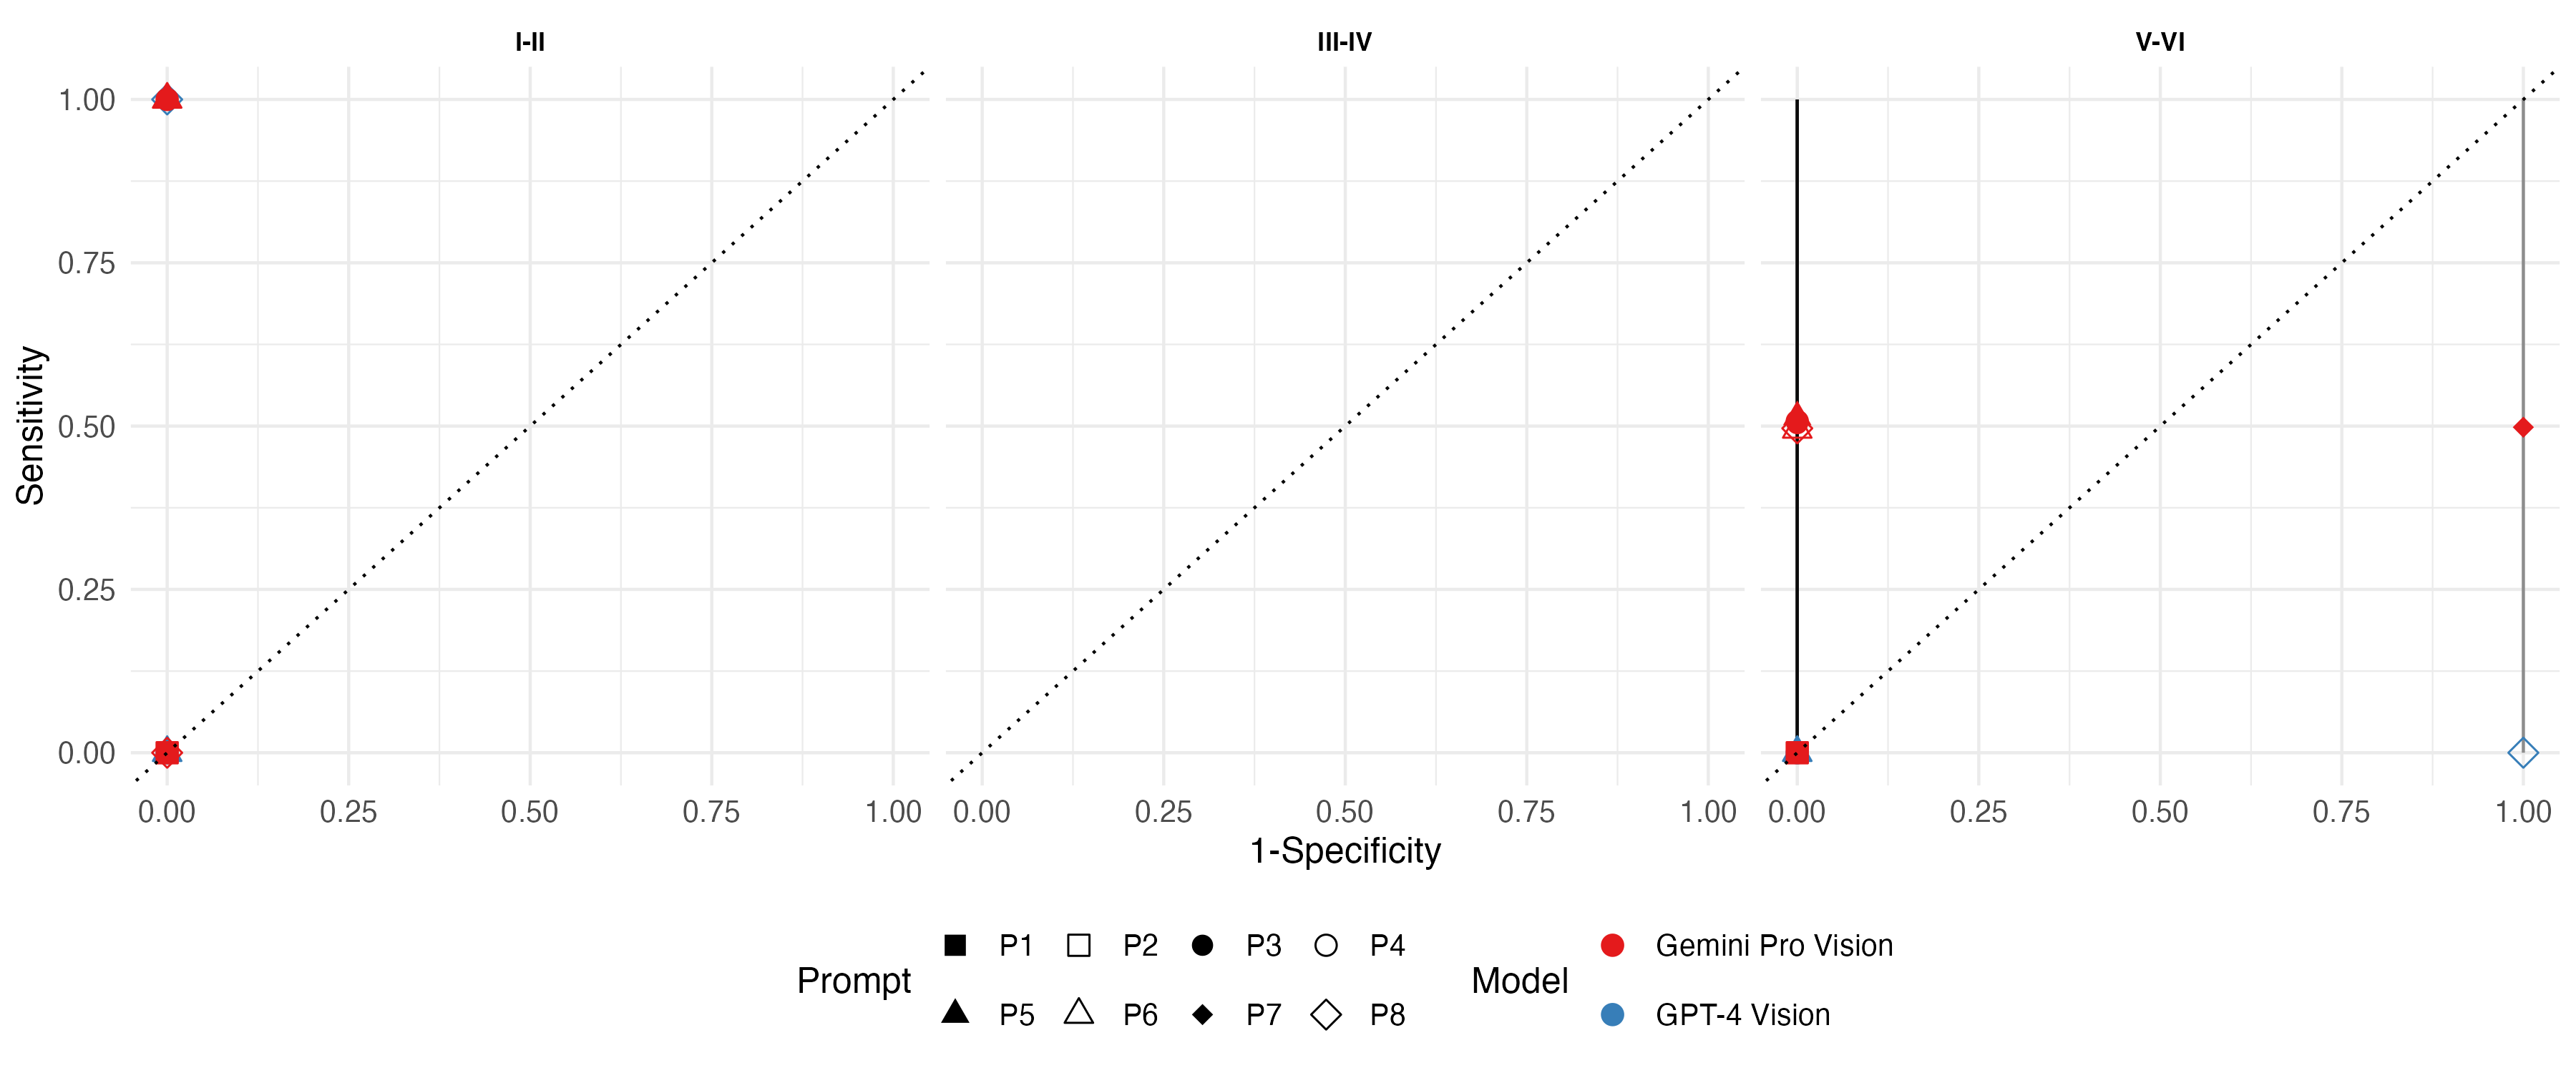 I-II III-IV V-VI
1.00
0.75
0.50
0.25
0.00
Sensitivity
0.00 0.25 0.50 0.75 1.00 0.00 0.25 0.50 0.75 1.00 0.00 0.25 0.50 0.75 1.00
1-Specificity
Prompt
P1 P2 P3 P4
P5 P6 P7 P8
Model
Gemini Pro Vision
GPT-4 Vision